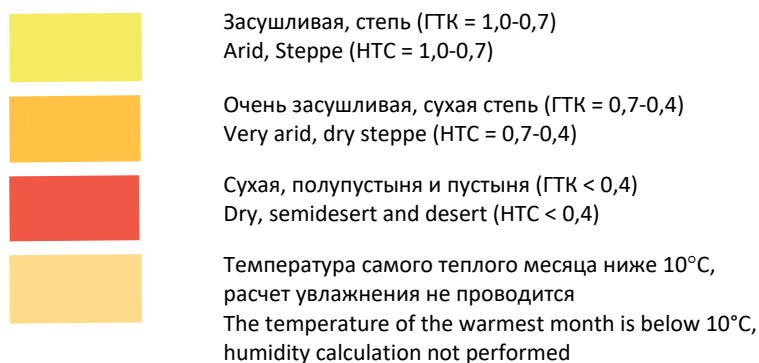 Засушливая, степь (ГТК = 1,0-0,7)
Arid, Steppe (HTC = 1,0-0,7)
Очень засушливая, сухая степь (ГТК = 0,7-0,4)
Very arid, dry steppe (HTC = 0,7-0,4)
Сухая, полупустыня и пустыня (ГТК < 0,4)
Dry, semidesert and desert (HTC < 0,4)
Температура самого теплого месяца ниже 10°С,
расчет увлажнения не проводится
The temperature of the warmest month is below 10°C,
humidity calculation not performed